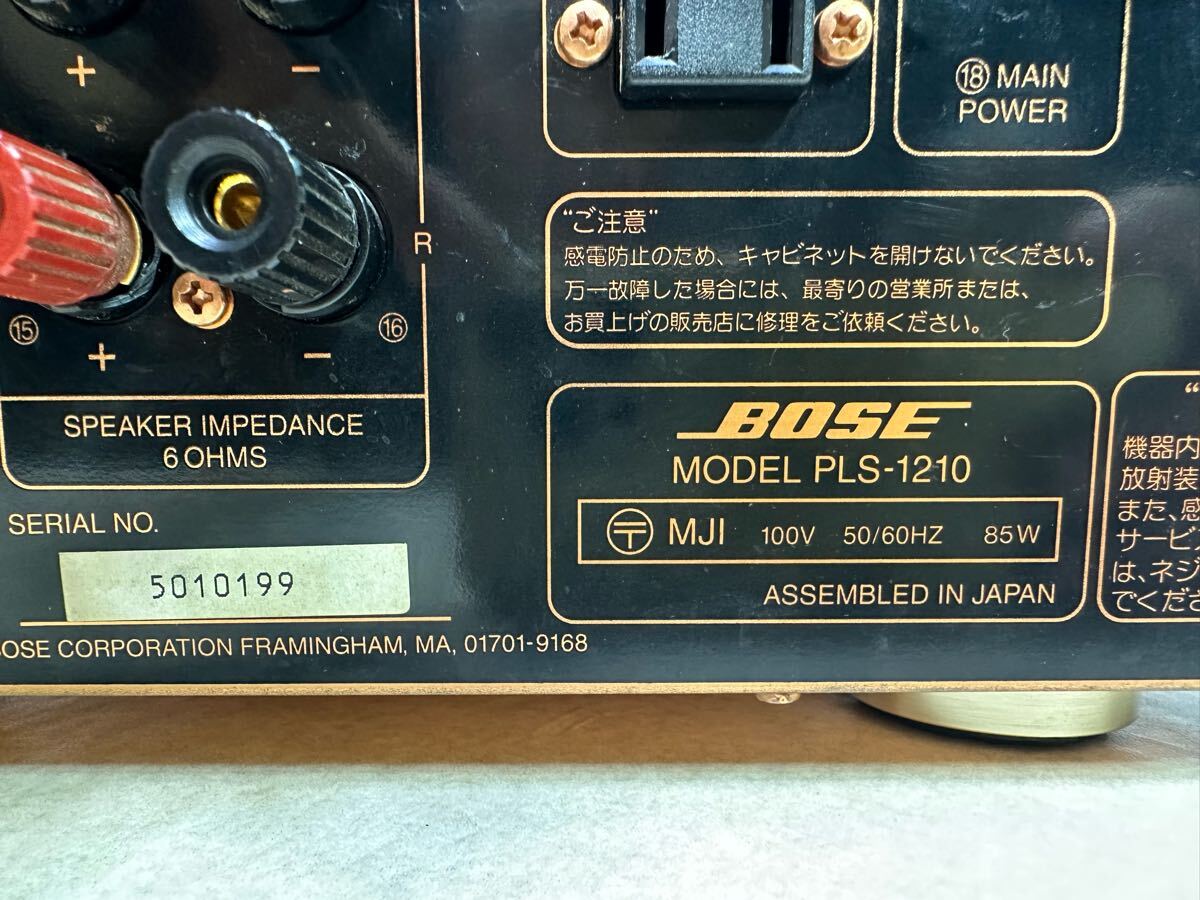 + −
⑱ MAIN
POWER
R
⑮ ⑯
+ −
SPEAKER IMPEDANCE
6 OHMS
"ご注意"
感電防止のため、キャビネットを開けないでください。
万一故障した場合には、最寄りの営業所または、
お買上げの販売店に修理をご依頼ください。
BOSE
MODEL PLS-1210
〒 MJI 100V 50/60HZ 85W
ASSEMBLED IN JAPAN
SERIAL NO.
5010199
BOSE CORPORATION FRAMINGHAM, MA, 01701-9168
機器内
放射装
また、感
サービス
は、ネジ
でくださ